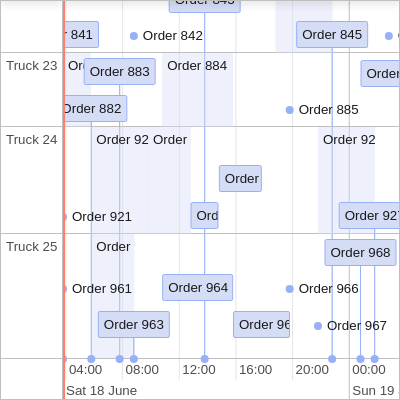 Order 843
841
Order 842
Order 845
Truck 23
Order 883
Order 884
Order
Order 882
Order 885
Truck 24
Order 92 Order
Order 92
Order
Order 921
Ord
Order 927
Truck 25
Order
Order 968
Order 961
Order 964
Order 966
Order 963
Order 96
Order 967
04:00 08:00 12:00 16:00 20:00 00:00
Sat 18 June
Sun 19